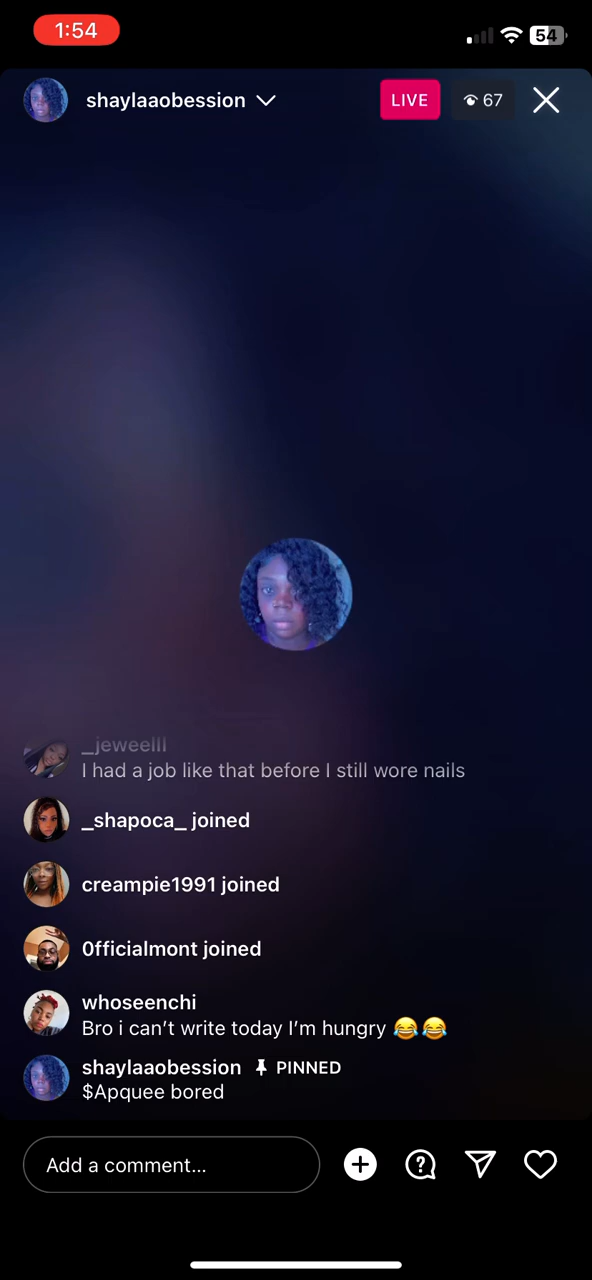 1:54
54
shaylaaobession
LIVE
67
_jeweelll
I had a job like that before I still wore nails
_shapoca_ joined
creampie1991 joined
0fficialmont joined
whoseenchi
Bro i can't write today I'm hungry 😂😂
shaylaaobession PINNED
$Apquee bored
Add a comment...